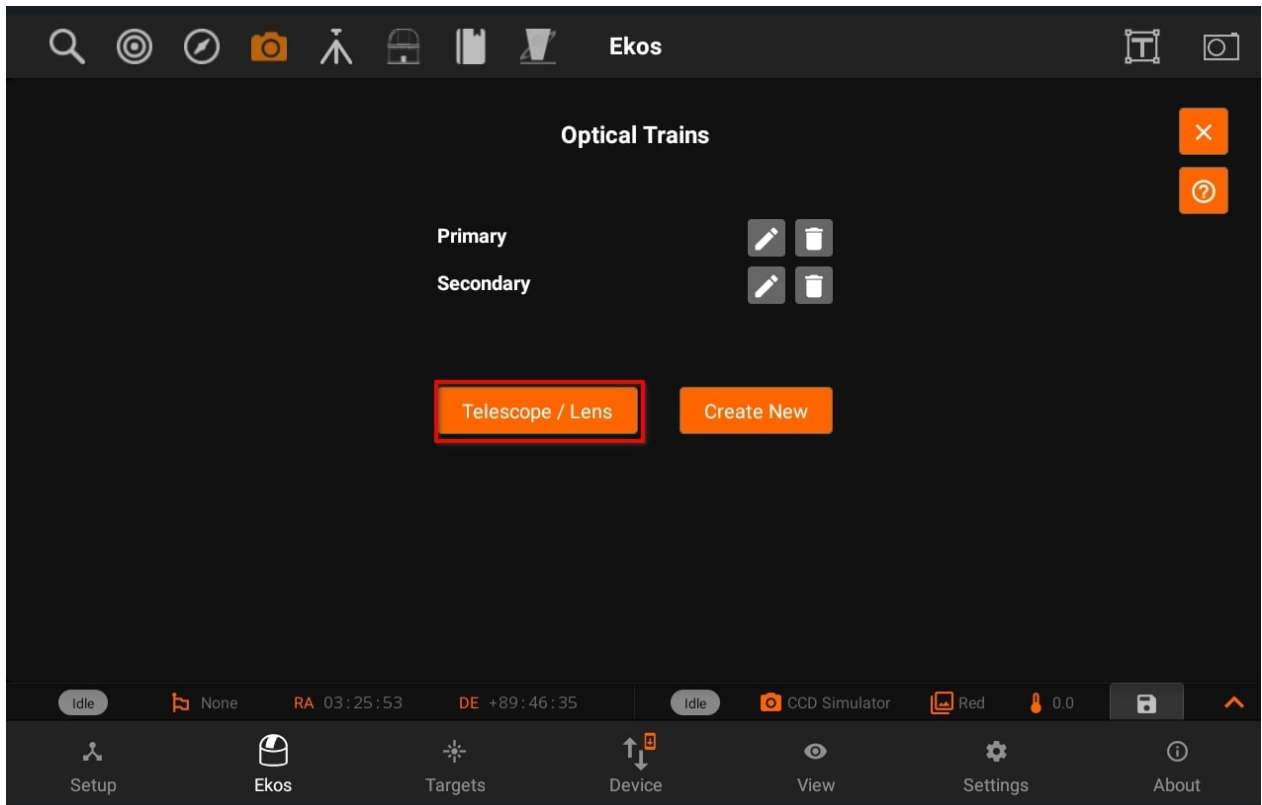 Ekos
Optical Trains
Primary
Secondary
Telescope / Lens
Create New
Idle
None
RA 03:25:53
DE +89:46:35
Idle
CCD Simulator
Red
0.0
Setup
Ekos
Targets
Device
View
Settings
About